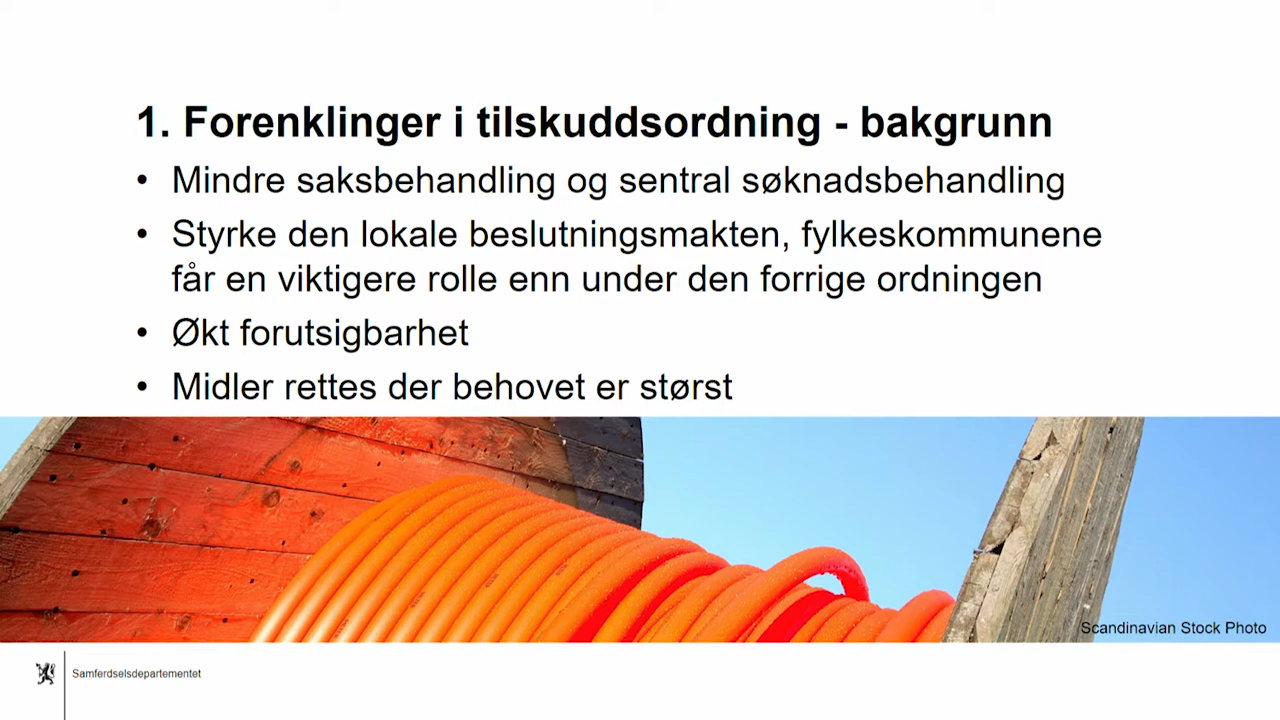 1. Forenklinger i tilskuddsordning - bakgrunn
• Mindre saksbehandling og sentral søknadsbehandling
• Styrke den lokale beslutningsmakten, fylkeskommunene
får en viktigere rolle enn under den forrige ordningen
• Økt forutsigbarhet
• Midler rettes der behovet er størst
Scandinavian Stock Photo
Samferdselsdepartementet